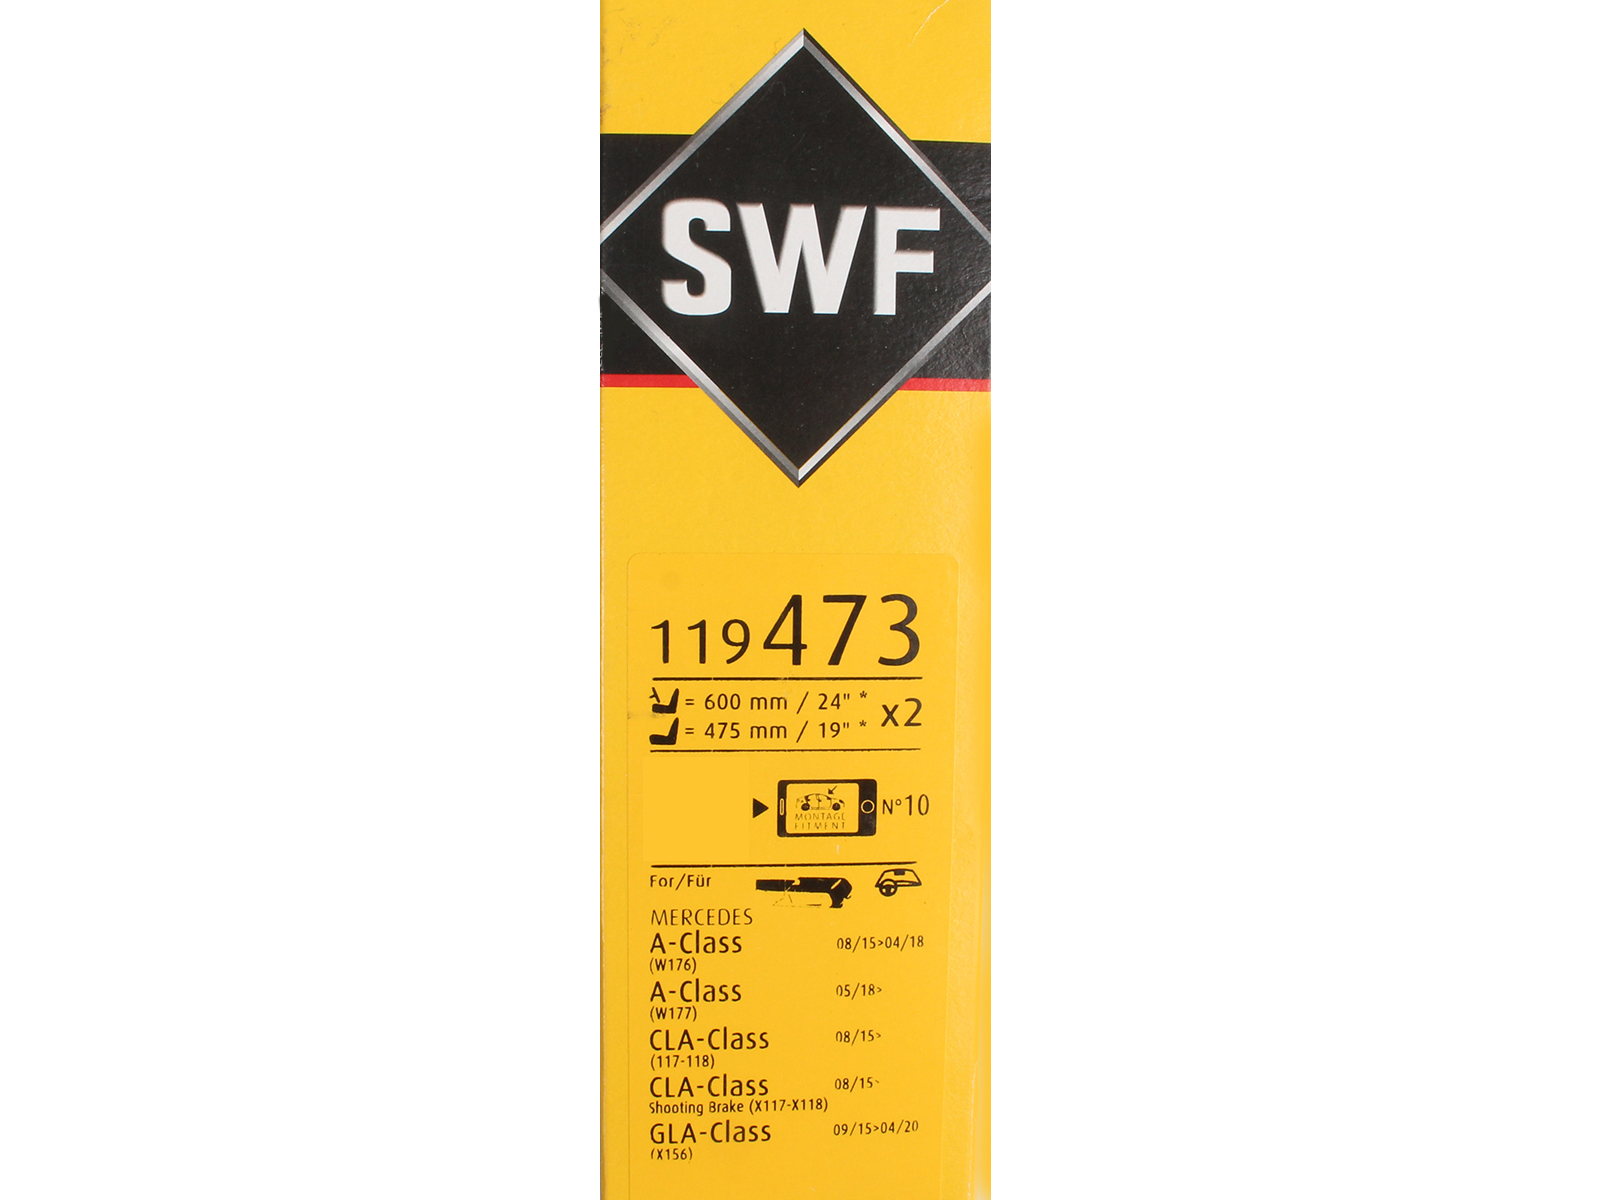 SWF
119 473
= 600 mm / 24" *
x2
= 475 mm / 19" *
MONTAGE
FITMENT
N°10
For/Für
MERCEDES
A-Class 08/15>04/18
(W176)
A-Class 05/18>
(W177)
CLA-Class 08/15>
(117-118)
CLA-Class 08/15>
Shooting Brake (X117-X118)
GLA-Class 09/15>04/20
(X156)